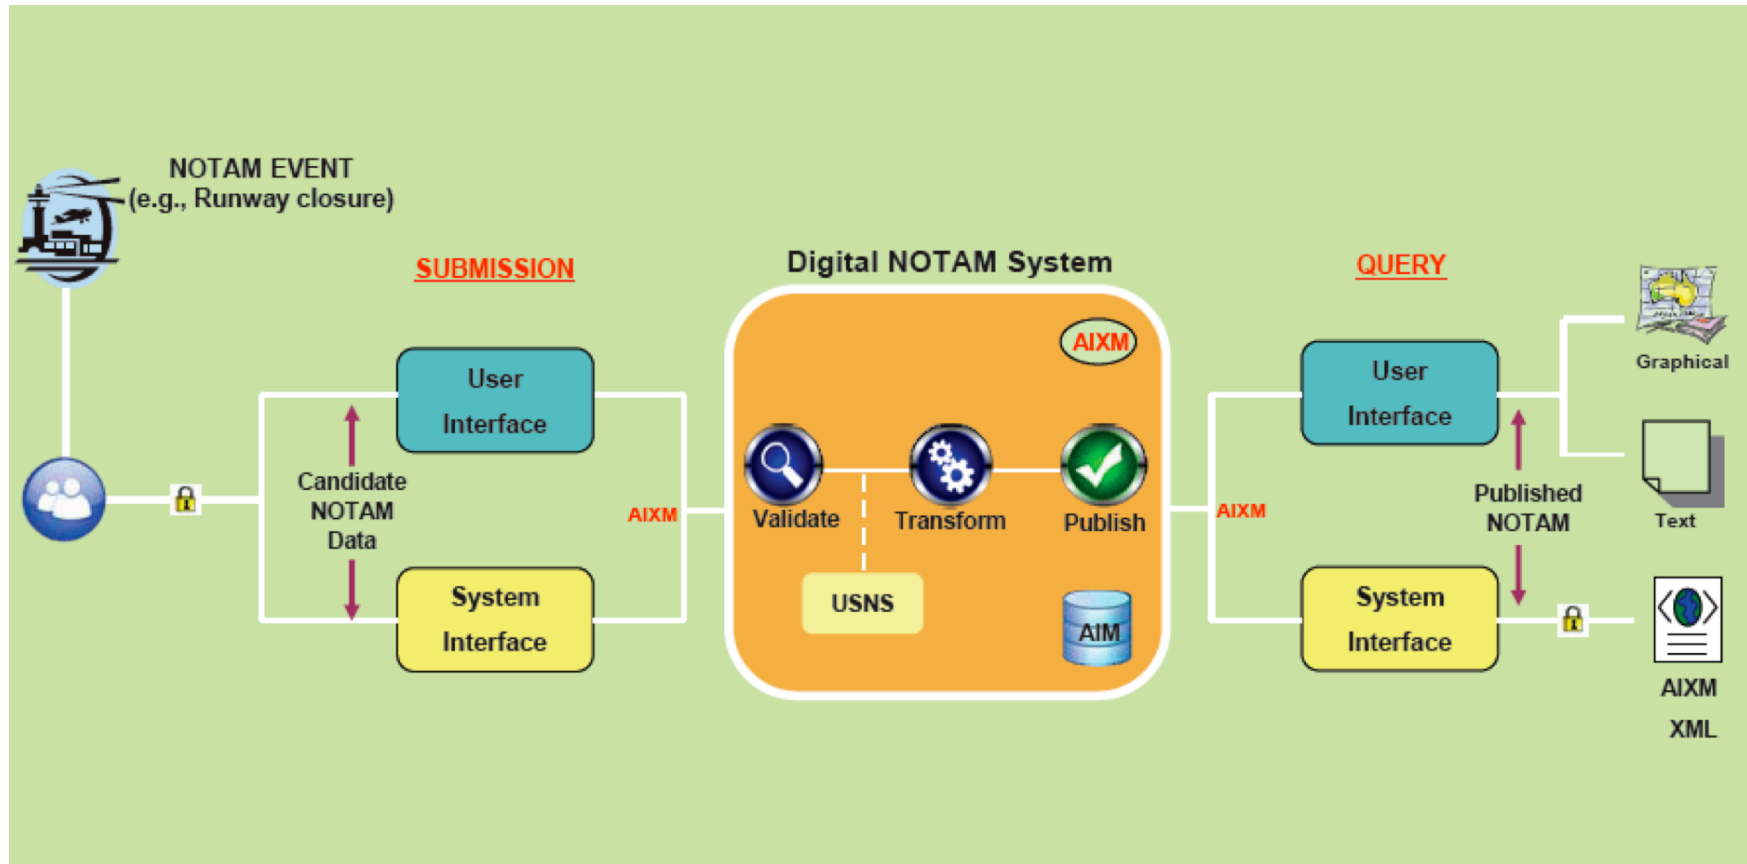 NOTAM EVENT
(e.g., Runway closure)
SUBMISSION
User
Interface
Candidate
NOTAM
Data
System
Interface
AIXM
Digital NOTAM System
AIXM
Validate
Transform
Publish
USNS
AIM
QUERY
AIXM
User
Interface
Published
NOTAM
System
Interface
Graphical
Text
AIXM
XML